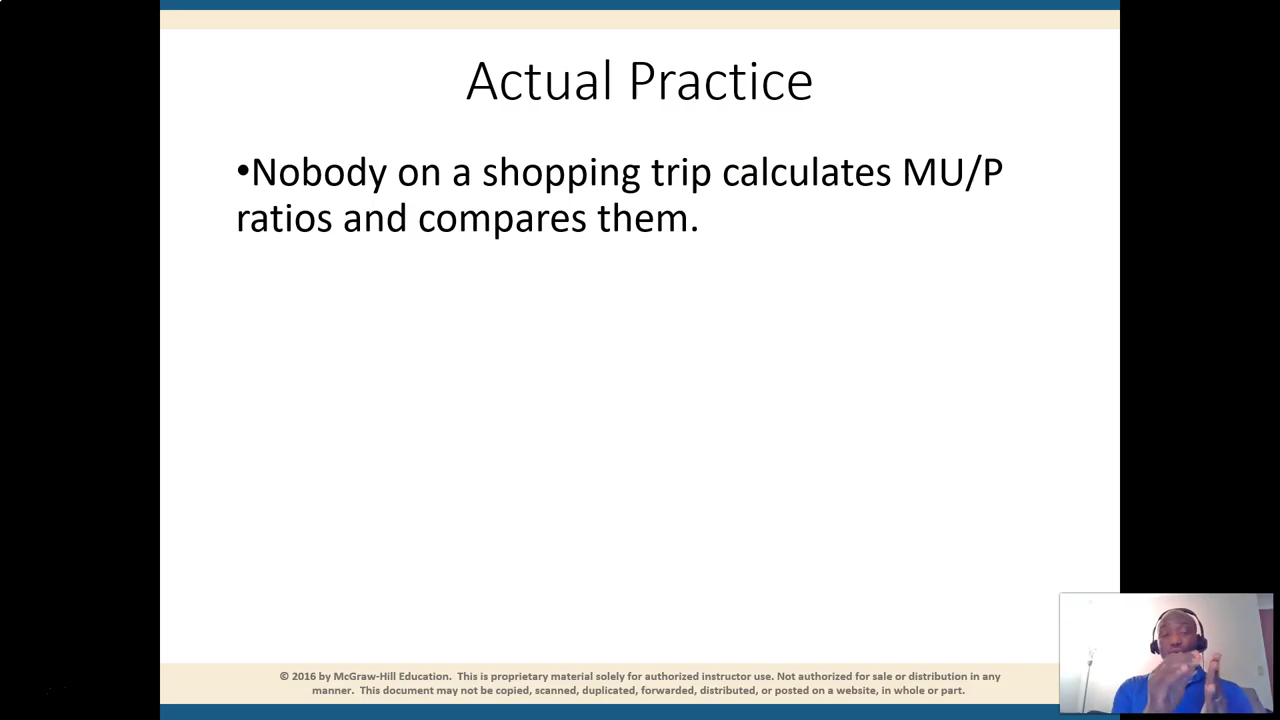 Actual Practice
•Nobody on a shopping trip calculates MU/P
ratios and compares them.
© 2016 by McGraw-Hill Education.  This is proprietary material solely for authorized instructor use. Not authorized for sale or distribution in any
manner.  This document may not be copied, scanned, duplicated, forwarded, distributed, or posted on a website, in whole or part.